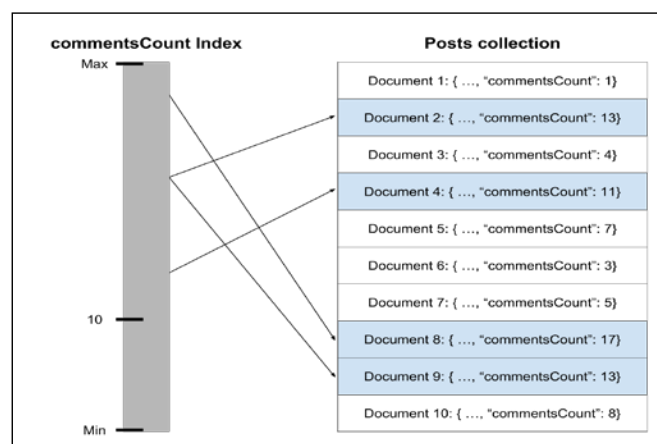 commentsCount Index
Posts collection
Max
10
Min
Document 1: { …, “commentsCount”: 1}
Document 2: { …, “commentsCount”: 13}
Document 3: { …, “commentsCount”: 4}
Document 4: { …, “commentsCount”: 11}
Document 5: { …, “commentsCount”: 7}
Document 6: { …, “commentsCount”: 3}
Document 7: { …, “commentsCount”: 5}
Document 8: { …, “commentsCount”: 17}
Document 9: { …, “commentsCount”: 13}
Document 10: { …, “commentsCount”: 8}